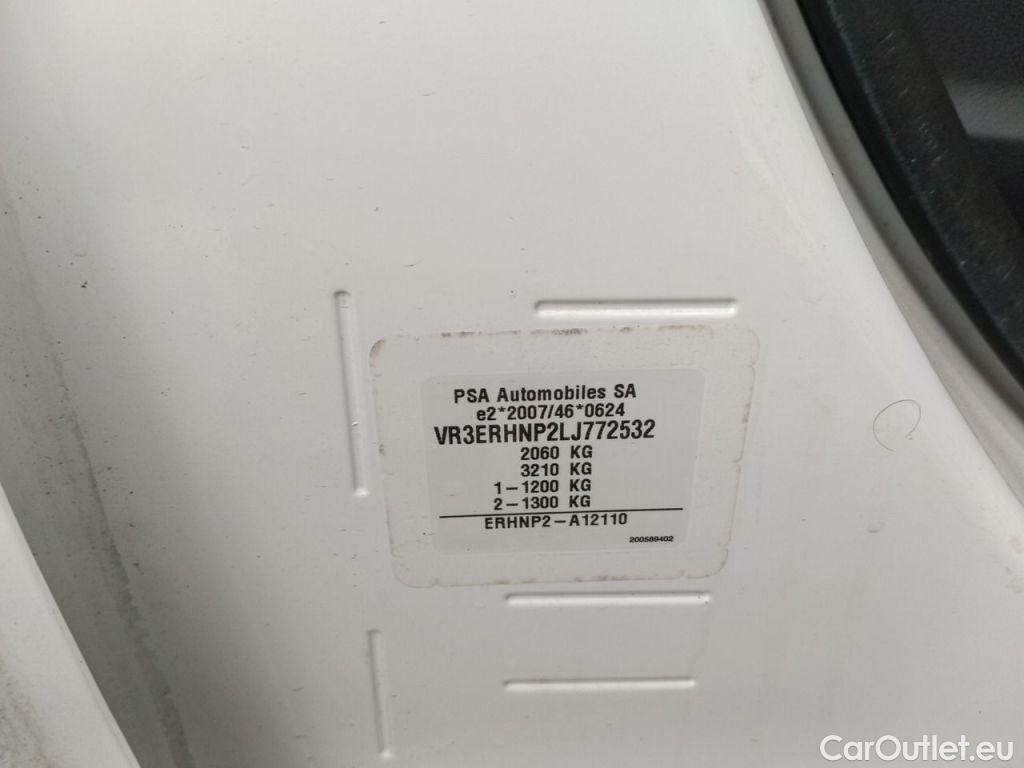 PSA Automobiles SA
e2*2007/46*0624
VR3ERHNP2LJ772532
2060 KG
3210 KG
1-1200 KG
2-1300 KG
ERHNP2-A12110
200589402
CarOutlet.eu